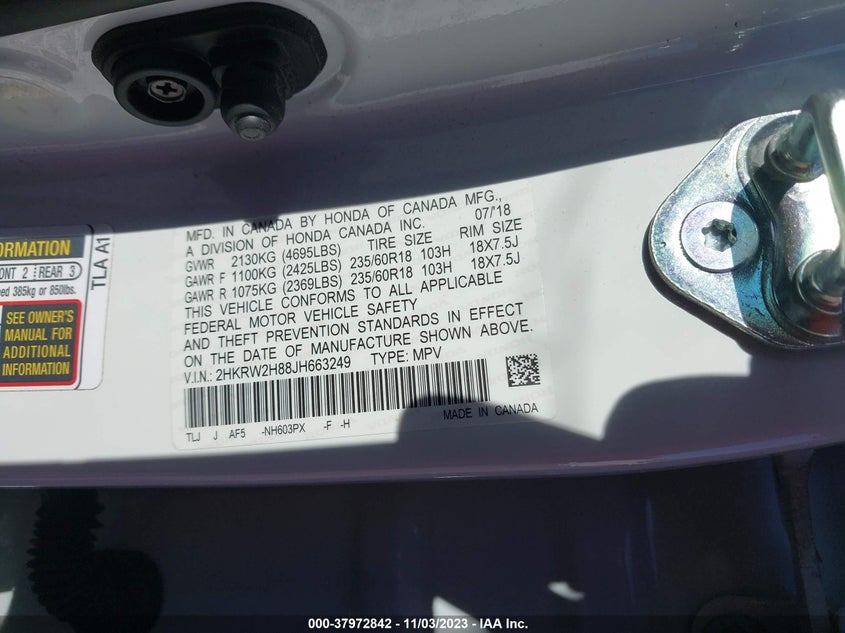 MFD. IN CANADA BY HONDA OF CANADA MFG.,
A DIVISION OF HONDA CANADA INC. 07/18
GVWR 2130KG (4695LBS) TIRE SIZE RIM SIZE
GAWR F 1100KG (2425LBS) 235/60R18 103H 18X7.5J
GAWR R 1075KG (2369LBS) 235/60R18 103H 18X7.5J
THIS VEHICLE CONFORMS TO ALL APPLICABLE
FEDERAL MOTOR VEHICLE SAFETY
AND THEFT PREVENTION STANDARDS IN EFFECT
ON THE DATE OF MANUFACTURE SHOWN ABOVE.
V.I.N.: 2HKRW2H88JH663249 TYPE: MPV
TLJ J AF5 -NH603PX -F -H MADE IN CANADA
TLA A1
REAR 3
385kg or 850lbs.
SEE OWNER'S
MANUAL FOR
ADDITIONAL
INFORMATION
000-37972842 - 11/03/2023 - IAA Inc.